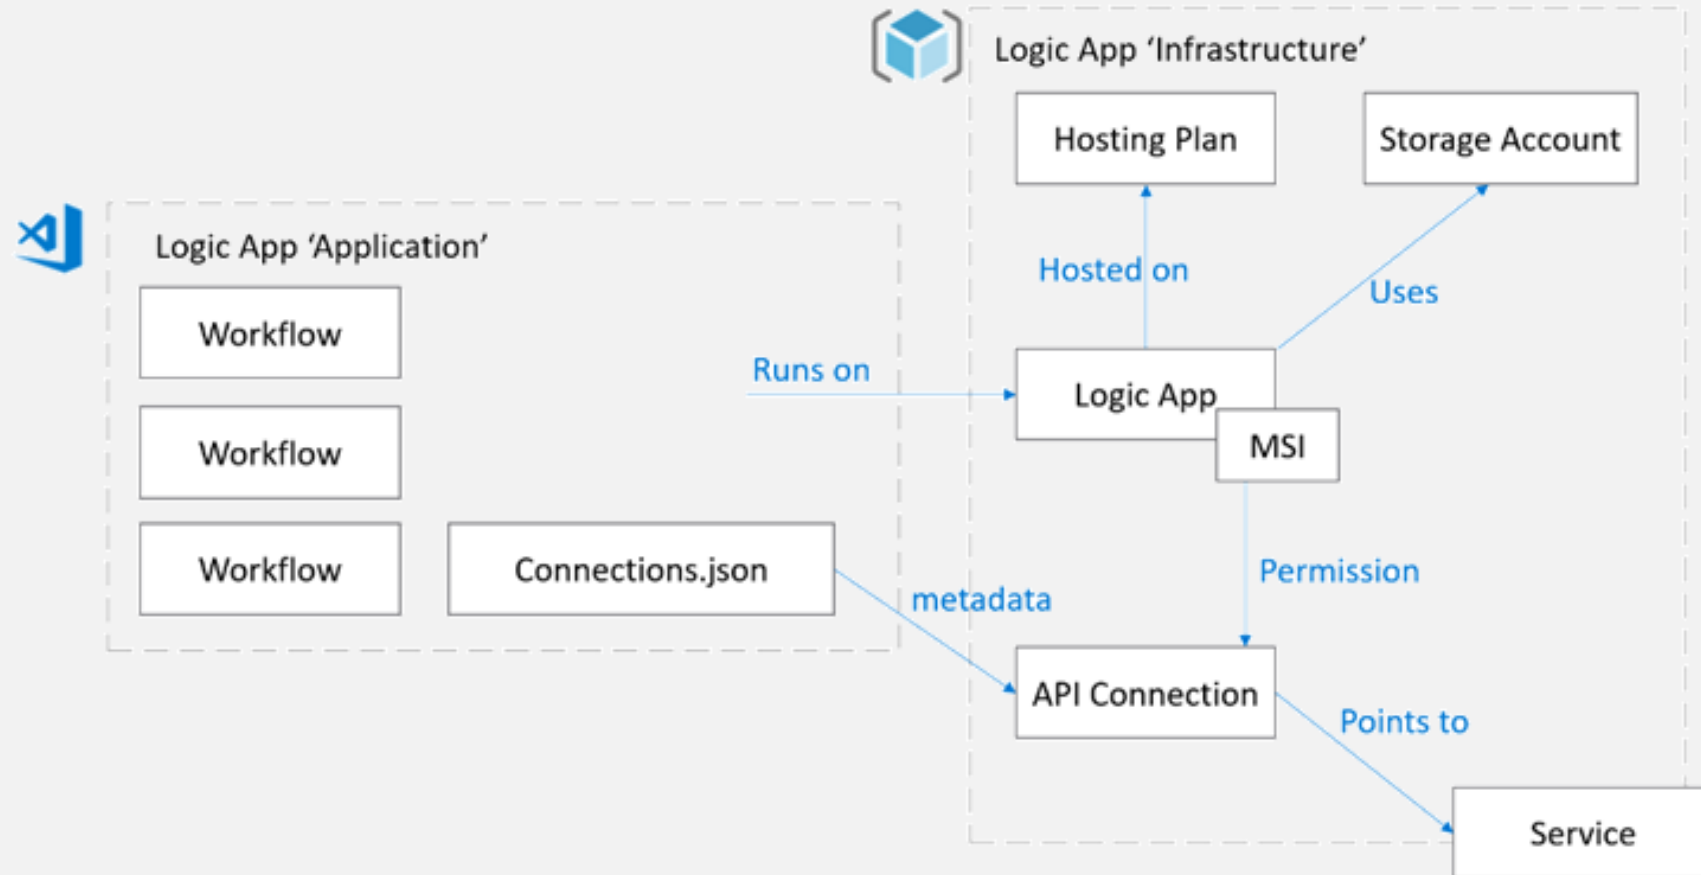 Logic App ‘Infrastructure’
Hosting Plan
Storage Account
Logic App ‘Application’
Hosted on
Uses
Workflow
Runs on
Logic App
MSI
Workflow
Workflow
Connections.json
metadata
Permission
API Connection
Points to
Service